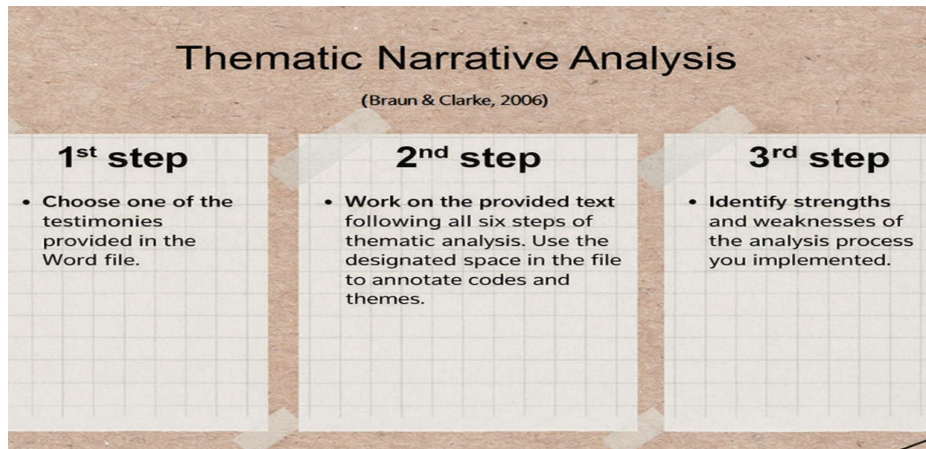 Thematic Narrative Analysis
(Braun & Clarke, 2006)
1st step
• Choose one of the
testimonies
provided in the
Word file.
2nd step
• Work on the provided text
following all six steps of
thematic analysis. Use the
designated space in the file
to annotate codes and
themes.
3rd step
• Identify strengths
and weaknesses of
the analysis process
you implemented.